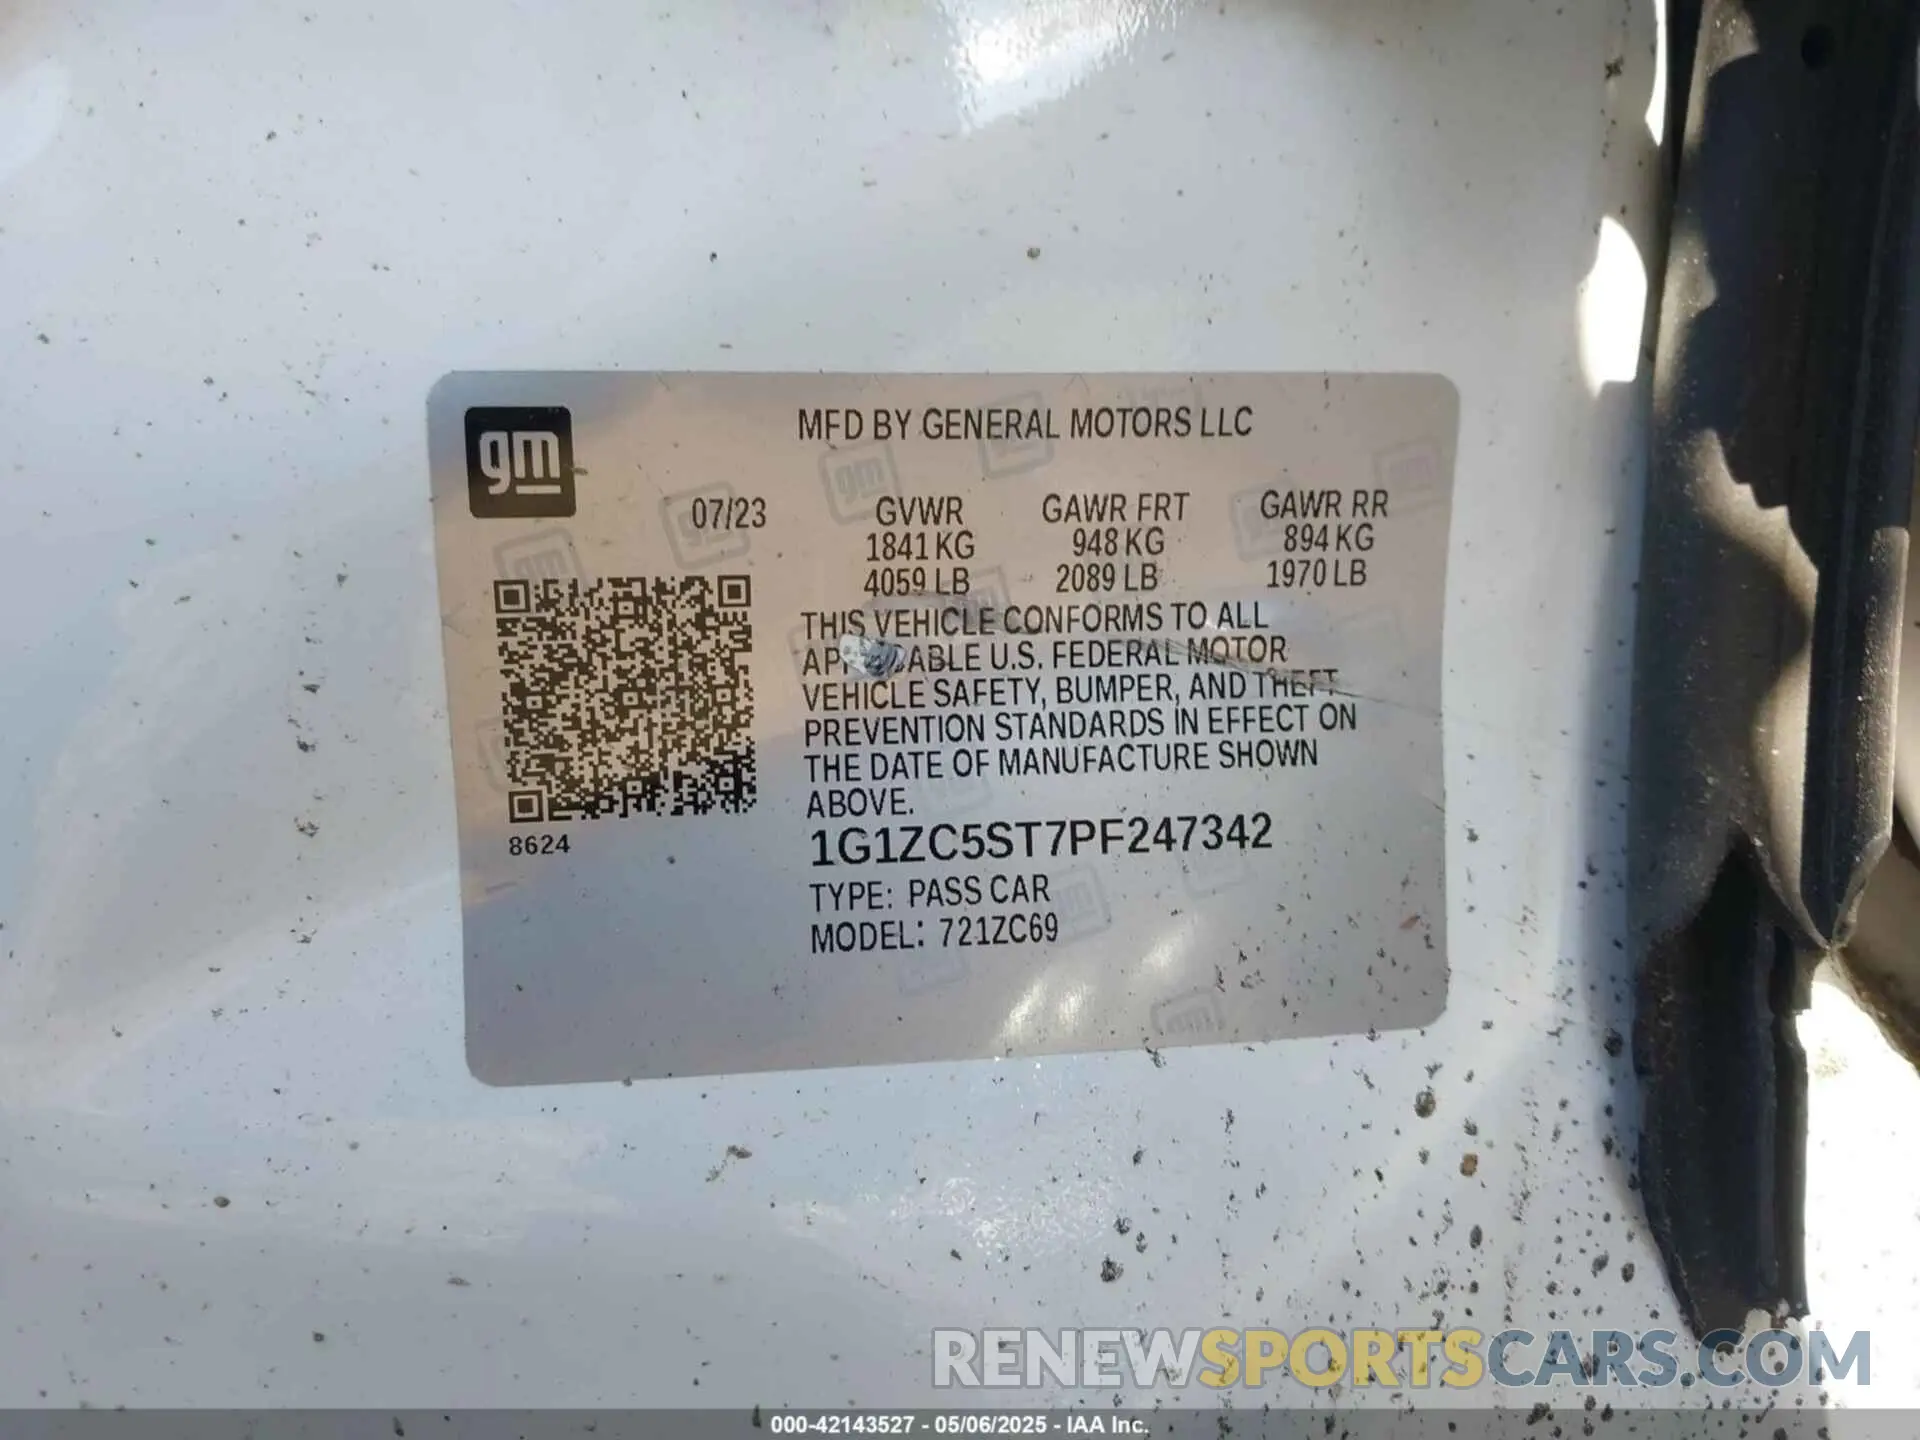 gm
MFD BY GENERAL MOTORS LLC
07/23 GVWR GAWR FRT GAWR RR
1841 KG 948 KG 894 KG
4059 LB 2089 LB 1970 LB
THIS VEHICLE CONFORMS TO ALL
U.S. FEDERAL MOTOR
VEHICLE SAFETY, BUMPER, AND THEFT
PREVENTION STANDARDS IN EFFECT ON
THE DATE OF MANUFACTURE SHOWN
ABOVE.
8624
1G1ZC5ST7PF247342
TYPE: PASS CAR
MODEL: 721ZC69
RENEWSPORTSCARS.COM
000-42143527 - 05/06/2025 - IAA Inc.